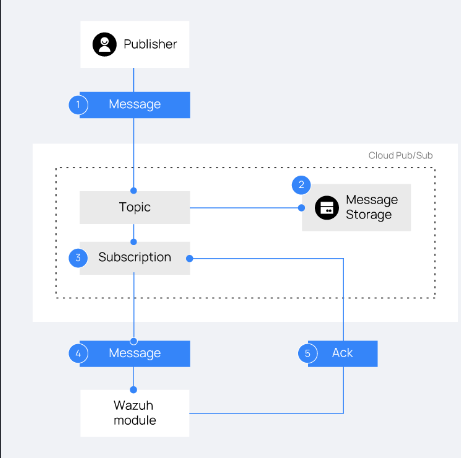 Publisher
1 Message
Cloud Pub/Sub
2
Topic
Message
Storage
3 Subscription
4 Message
5 Ack
Wazuh
module